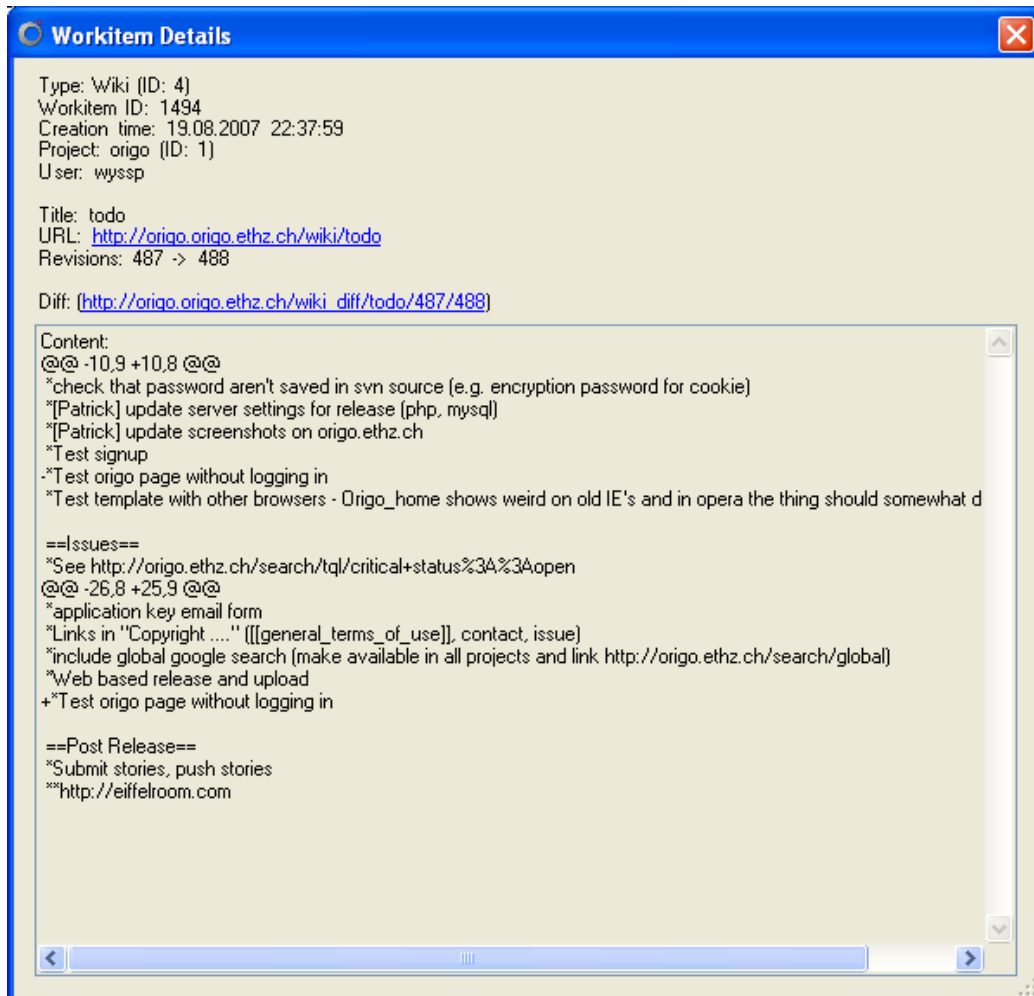 Workitem Details
Type: Wiki (ID: 4)
Workitem ID: 1494
Creation time: 19.08.2007 22:37:59
Project: origo (ID: 1)
User: wyssp
Title: todo
URL: http://origo.origo.ethz.ch/wiki/todo
Revisions: 487 -> 488
Diff: (http://origo.origo.ethz.ch/wiki_diff/todo/487/488)
Content:
@@ -10,9 +10,8 @@
*check that password aren't saved in svn source (e.g. encryption password for cookie)
*[Patrick] update server settings for release (php, mysql)
*[Patrick] update screenshots on origo.ethz.ch
*Test signup
-*Test origo page without logging in
*Test template with other browsers - Origo_home shows weird on old IE's and in opera the thing should somewhat d
==Issues==
*See http://origo.ethz.ch/search/tql/critical+status%3A%3Aopen
@@ -26,8 +25,9 @@
*application key email form
*Links in "Copyright ...." ([[general_terms_of_use]], contact, issue)
*include global google search (make available in all projects and link http://origo.ethz.ch/search/global)
*Web based release and upload
+*Test origo page without logging in
==Post Release==
*Submit stories, push stories
**http://eiffelroom.com